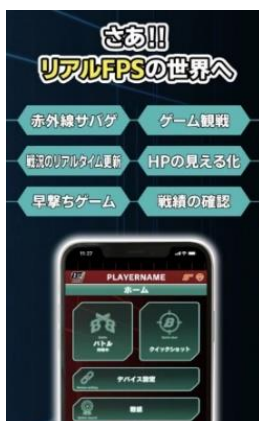 さあ!!
リアルFPSの世界へ
赤外線サバゲ
ゲーム観戦
戦況のリアルタイム更新
HPの見える化
早撃ちゲーム
戦績の確認
11:37
PLAYERNAME
ホーム
バトル
クイックショット
デバイス設定
戦績